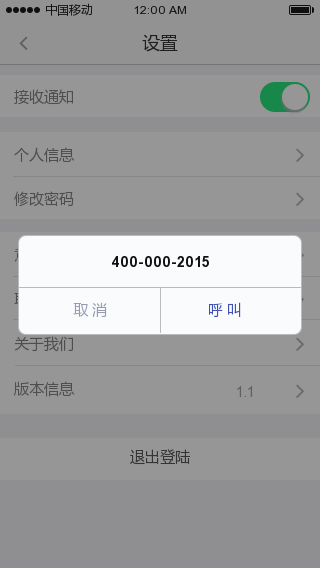 中国移动 12:00 AM
设置
接收通知
个人信息
修改密码
400-000-2015
取消 呼叫
关于我们
版本信息 1.1
退出登陆